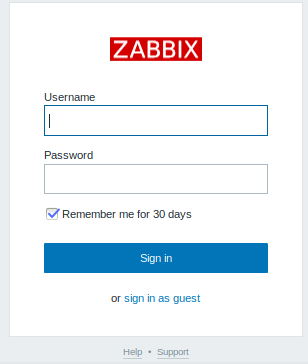 ZABBIX
Username
Password
Remember me for 30 days
Sign in
or sign in as guest
Help • Support